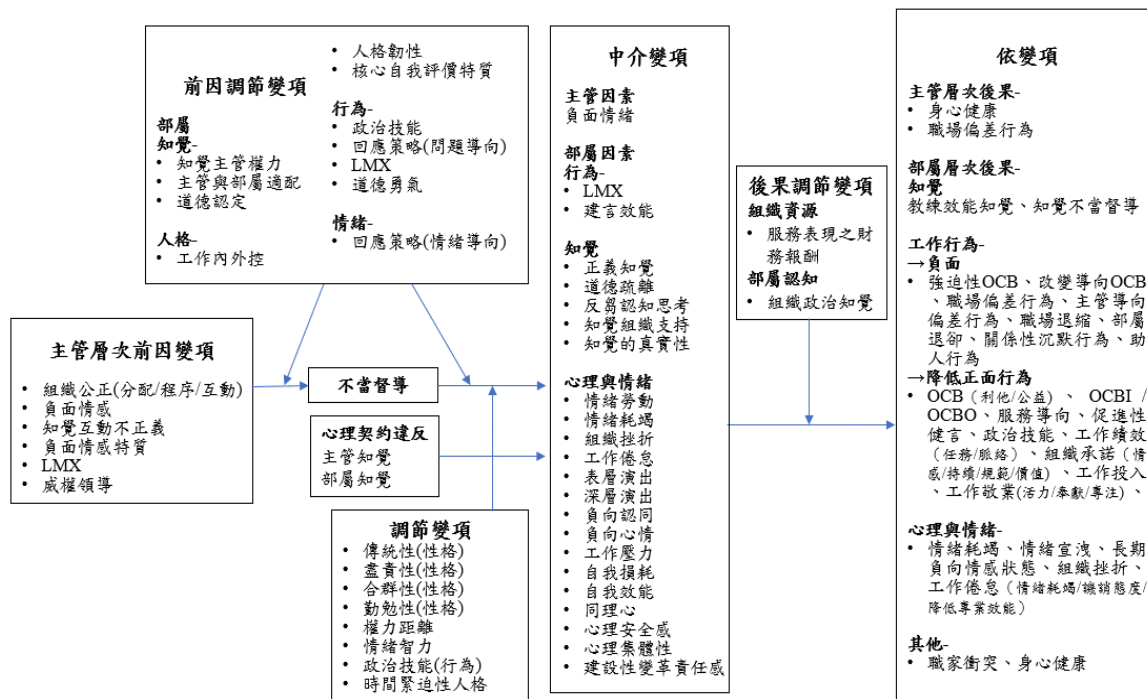 前因調節變項
部屬
知覺-
• 知覺主管權力
• 主管與部屬適配
• 道德認定
人格-
• 工作內外控
• 人格韌性
• 核心自我評價特質
行為-
• 政治技能
• 回應策略(問題導向)
• LMX
• 道德勇氣
情緒-
• 回應策略(情緒導向)
主管層次前因變項
• 組織公正(分配/程序/互動)
• 負面情感
• 知覺互動不正義
• 負面情感特質
• LMX
• 威權領導
不當督導
心理契約違反
主管知覺
部屬知覺
調節變項
• 傳統性(性格)
• 盡責性(性格)
• 合群性(性格)
• 勤勉性(性格)
• 權力距離
• 情緒智力
• 政治技能(行為)
• 時間緊迫性人格
中介變項
主管因素
負面情緒
部屬因素
行為-
• LMX
• 建言效能
知覺
• 正義知覺
• 道德疏離
• 反芻認知思考
• 知覺組織支持
• 知覺的真實性
心理與情緒
• 情緒勞動
• 情緒耗竭
• 組織挫折
• 工作倦怠
• 表層演出
• 深層演出
• 負向認同
• 負向心情
• 工作壓力
• 自我損耗
• 自我效能
• 同理心
• 心理安全感
• 心理集體性
• 建設性變革責任感
後果調節變項
組織資源
• 服務表現之財
務報酬
部屬認知
• 組織政治知覺
依變項
主管層次後果-
• 身心健康
• 職場偏差行為
部屬層次後果-
知覺
教練效能知覺、知覺不當督導
工作行為-
→負面
• 強迫性OCB、改變導向OCB
、職場偏差行為、主管導向
偏差行為、職場退縮、部屬
退卻、關係性沉默行為、助
人行為
→降低正面行為
• OCB（利他/公益）、 OCBI /
OCBO、服務導向、促進性
健言、政治技能、工作績效
（任務/脈絡）、組織承諾（情
感/持續/規範/價值）、工作投入
、工作敬業(活力/奉獻/專注)、
心理與情緒-
• 情緒耗竭、情緒宣洩、長期
負向情感狀態、組織挫折、
工作倦怠（情緒耗竭/譏誚態度/
降低專業效能）
其他-
• 職家衝突、身心健康